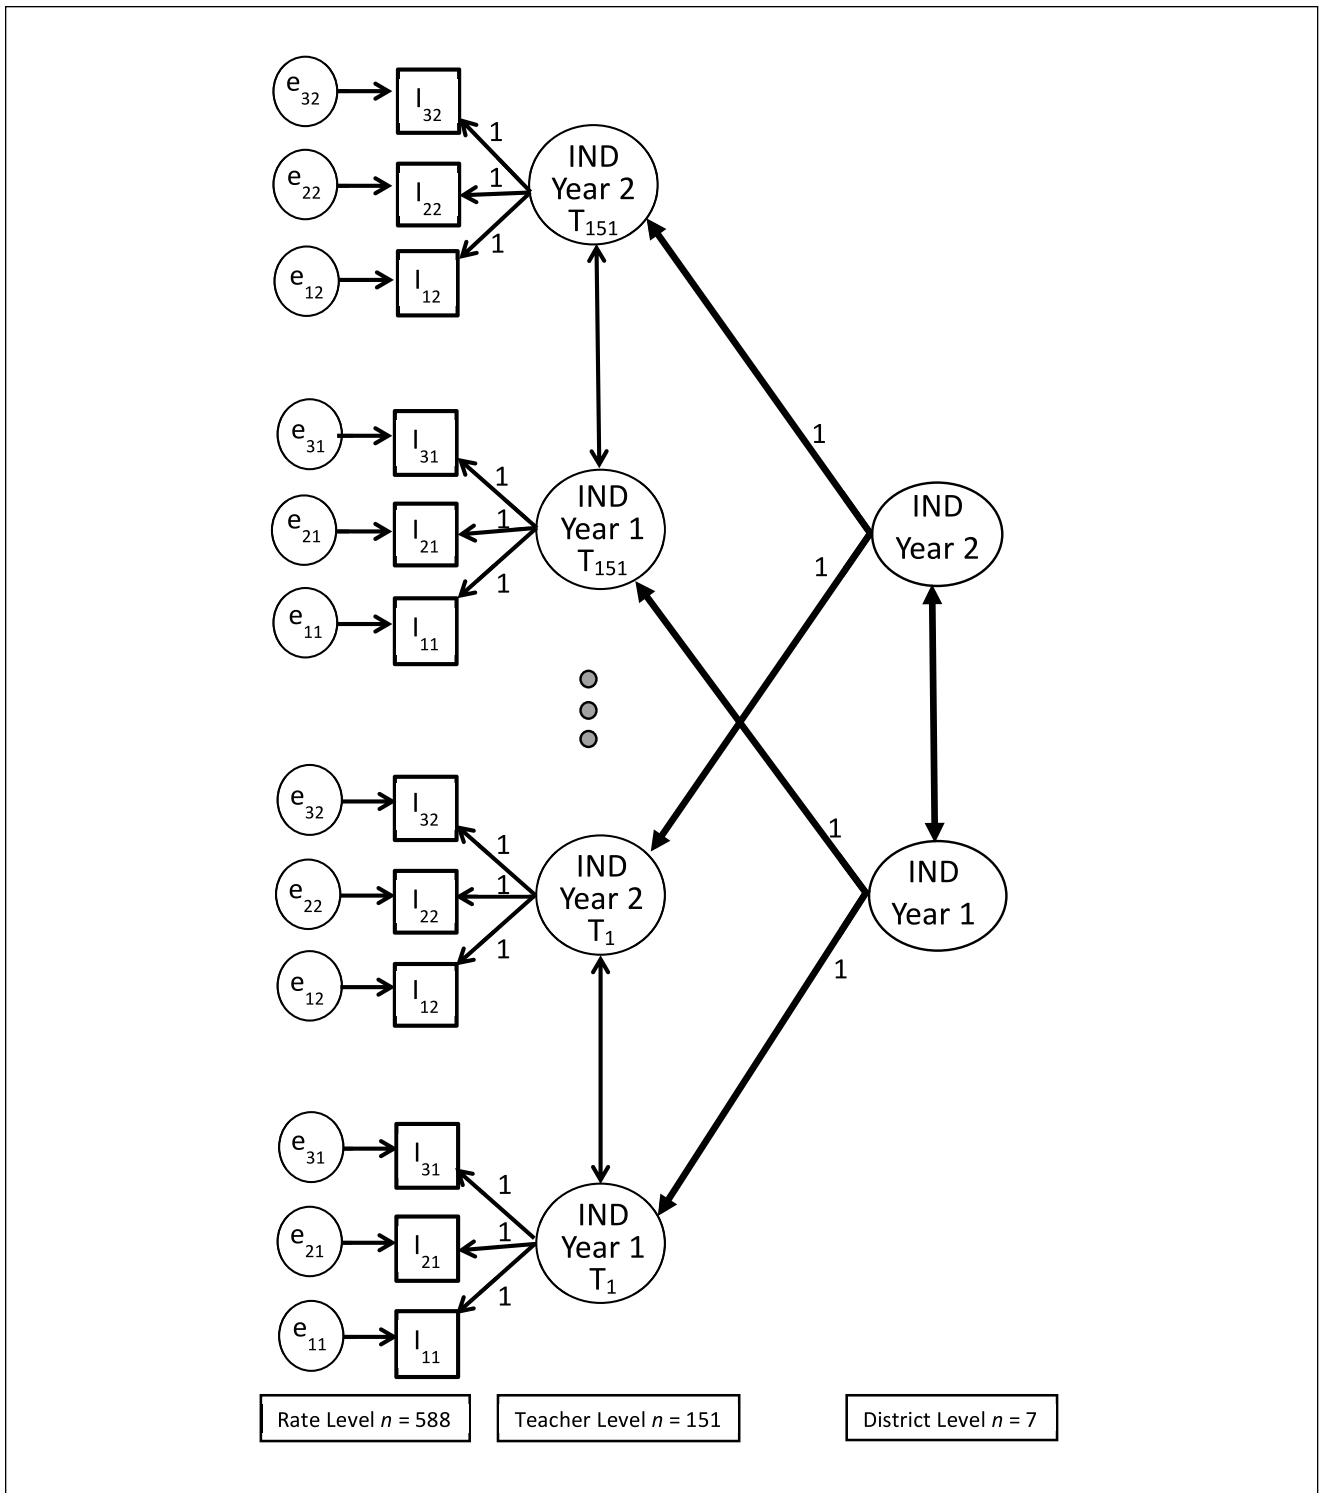 e32
I32
1
e22
I22
1
e12
I12
1
IND
Year 2
T151
e31
I31
1
e21
I21
1
e11
I11
1
IND
Year 1
T151
1
1
IND
Year 2
e32
I32
1
e22
I22
1
e12
I12
1
IND
Year 2
T1
1
1
IND
Year 1
e31
I31
1
e21
I21
1
e11
I11
1
IND
Year 1
T1
Rate Level n = 588
Teacher Level n = 151
District Level n = 7